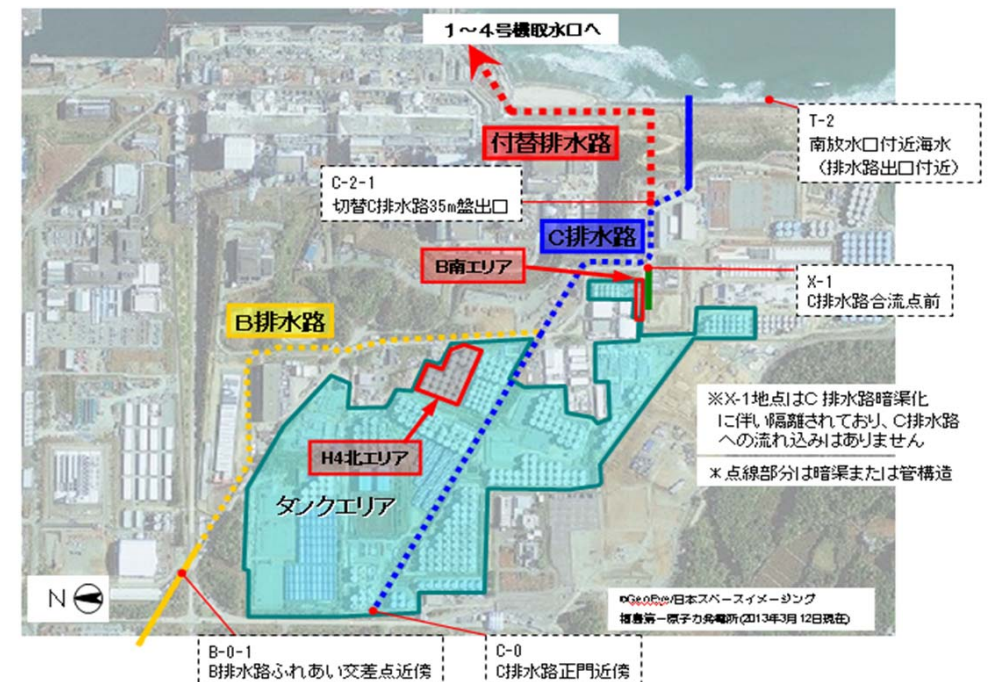 1～4号機取水口へ
付替排水路
T-2
南放水口付近海水
（排水路出口付近）
C-2-1
切替C排水路35m盤出口
C排水路
B南エリア
X-1
C排水路合流点前
B排水路
※X-1地点はC 排水路暗渠化
に伴い隔離されており、C排水路
への流れ込みはありません
H4北エリア
＊点線部分は暗渠または管構造
タンクエリア
N
©GeoEye/日本スペースイメージング
福島第一原子力発電所(2013年3月12日現在)
B-0-1
B排水路ふれあい交差点近傍
C-0
C排水路正門近傍